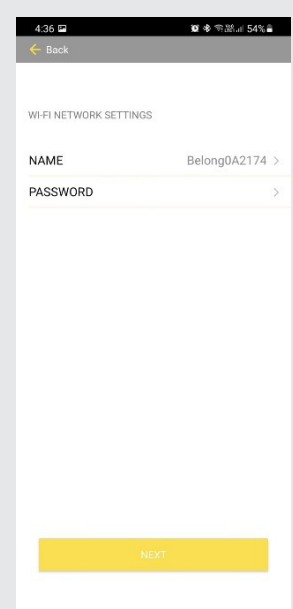 4:36 54%
Back
WI-FI NETWORK SETTINGS
NAME Belong0A2174
PASSWORD
NEXT